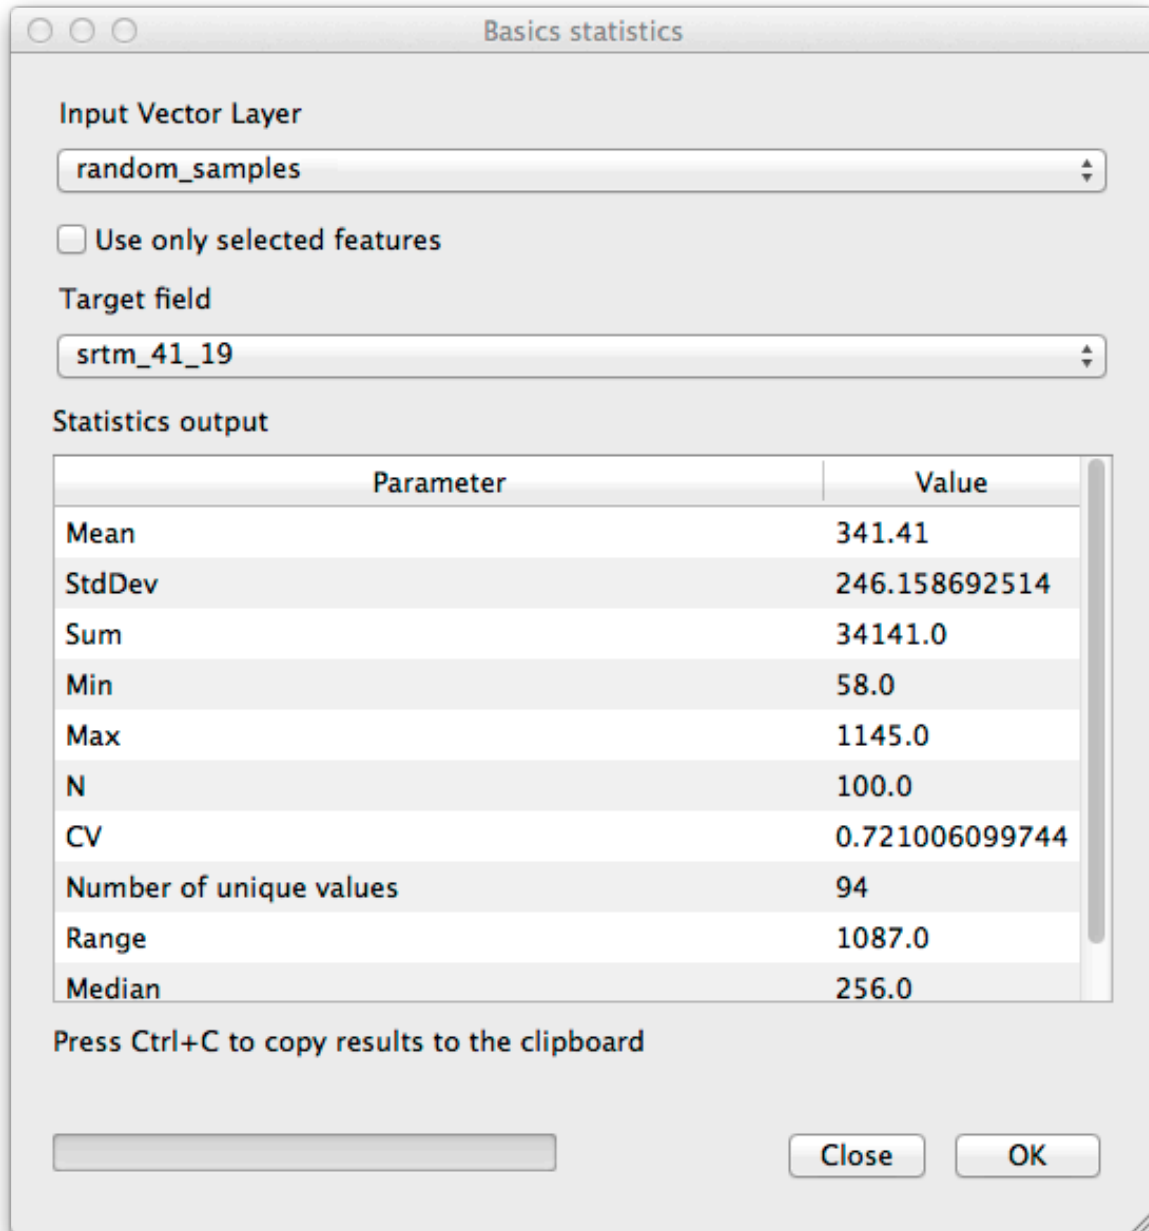 Basics statistics
Input Vector Layer
random_samples
Use only selected features
Target field
srtm_41_19
Statistics output
Parameter Value
Mean 341.41
StdDev 246.158692514
Sum 34141.0
Min 58.0
Max 1145.0
N 100.0
CV 0.721006099744
Number of unique values 94
Range 1087.0
Median 256.0
Press Ctrl+C to copy results to the clipboard
Close OK